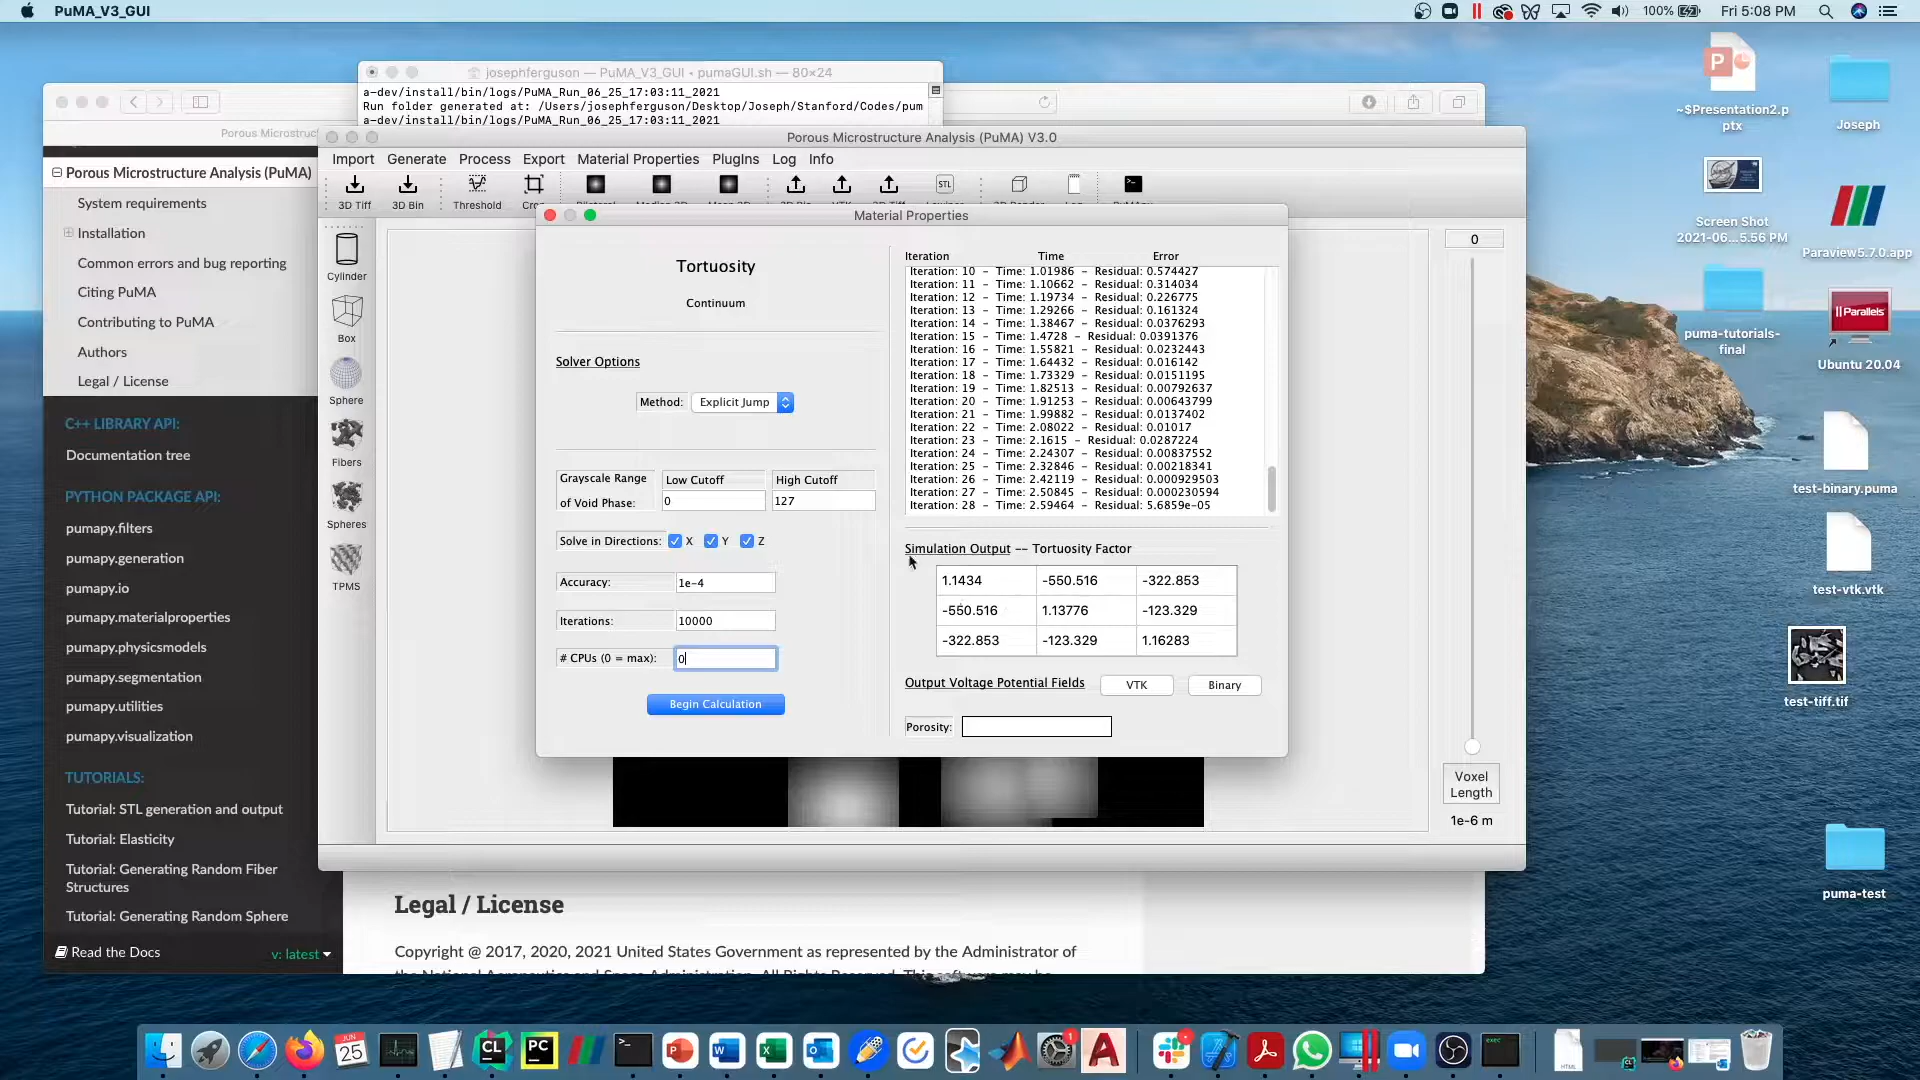 PuMA_V3_GUI
100%
Fri 5:08 PM
josephferguson — PuMA_V3_GUI • pumaGUI.sh — 80×24
a-dev/install/bin/logs/PuMA_Run_06_25_17:03:11_2021
Run folder generated at: /Users/josephferguson/Desktop/Joseph/Stanford/Codes/pum
a-dev/install/bin/logs/PuMA_Run_06_25_17:03:11_2021
Porous Microstruc
Porous Microstructure Analysis (PuMA)
System requirements
Installation
Common errors and bug reporting
Citing PuMA
Contributing to PuMA
Authors
Legal / License
C++ LIBRARY API:
Documentation tree
PYTHON PACKAGE API:
pumapy.filters
pumapy.generation
pumapy.io
pumapy.materialproperties
pumapy.physicsmodels
pumapy.segmentation
pumapy.utilities
pumapy.visualization
TUTORIALS:
Tutorial: STL generation and output
Tutorial: Elasticity
Tutorial: Generating Random Fiber
Structures
Tutorial: Generating Random Sphere
Read the Docs
v: latest
Porous Microstructure Analysis (PuMA) V3.0
Import Generate Process Export Material Properties PlugIns Log Info
STL
3D Tiff 3D Bin Threshold
Cylinder
Box
Sphere
Fibers
Spheres
TPMS
Material Properties
Tortuosity
Continuum
Solver Options
Method: Explicit Jump
Grayscale Range
of Void Phase:
Low Cutoff High Cutoff
0 127
Solve in Directions: X Y Z
Accuracy: 1e-4
Iterations: 10000
# CPUs (0 = max): 0
Begin Calculation
Iteration Time Error
Iteration: 10 - Time: 1.01986 - Residual: 0.574427
Iteration: 11 - Time: 1.10662 - Residual: 0.314034
Iteration: 12 - Time: 1.19734 - Residual: 0.226775
Iteration: 13 - Time: 1.29266 - Residual: 0.161324
Iteration: 14 - Time: 1.38467 - Residual: 0.0376293
Iteration: 15 - Time: 1.4728 - Residual: 0.0391376
Iteration: 16 - Time: 1.55821 - Residual: 0.0232443
Iteration: 17 - Time: 1.64432 - Residual: 0.016142
Iteration: 18 - Time: 1.73329 - Residual: 0.0151195
Iteration: 19 - Time: 1.82513 - Residual: 0.00792637
Iteration: 20 - Time: 1.91253 - Residual: 0.00643799
Iteration: 21 - Time: 1.99882 - Residual: 0.0137402
Iteration: 22 - Time: 2.08022 - Residual: 0.01017
Iteration: 23 - Time: 2.1615 - Residual: 0.0287224
Iteration: 24 - Time: 2.24307 - Residual: 0.00837552
Iteration: 25 - Time: 2.32846 - Residual: 0.00218341
Iteration: 26 - Time: 2.42119 - Residual: 0.000929503
Iteration: 27 - Time: 2.50845 - Residual: 0.000230594
Iteration: 28 - Time: 2.59464 - Residual: 5.6859e-05
Simulation Output -- Tortuosity Factor
1.1434 -550.516 -322.853
-550.516 1.13776 -123.329
-322.853 -123.329 1.16283
Output Voltage Potential Fields VTK Binary
Porosity:
0
Voxel
Length
1e-6 m
Legal / License
Copyright @ 2017, 2020, 2021 United States Government as represented by the Administrator of
~$Presentation2.p
ptx
Joseph
Screen Shot
2021-06...5.56 PM
Paraview5.7.0.app
puma-tutorials-
final
Parallels
Ubuntu 20.04
test-binary.puma
test-vtk.vtk
test-tiff.tif
puma-test
JUN
25
CL
PC
1
HTML
exec